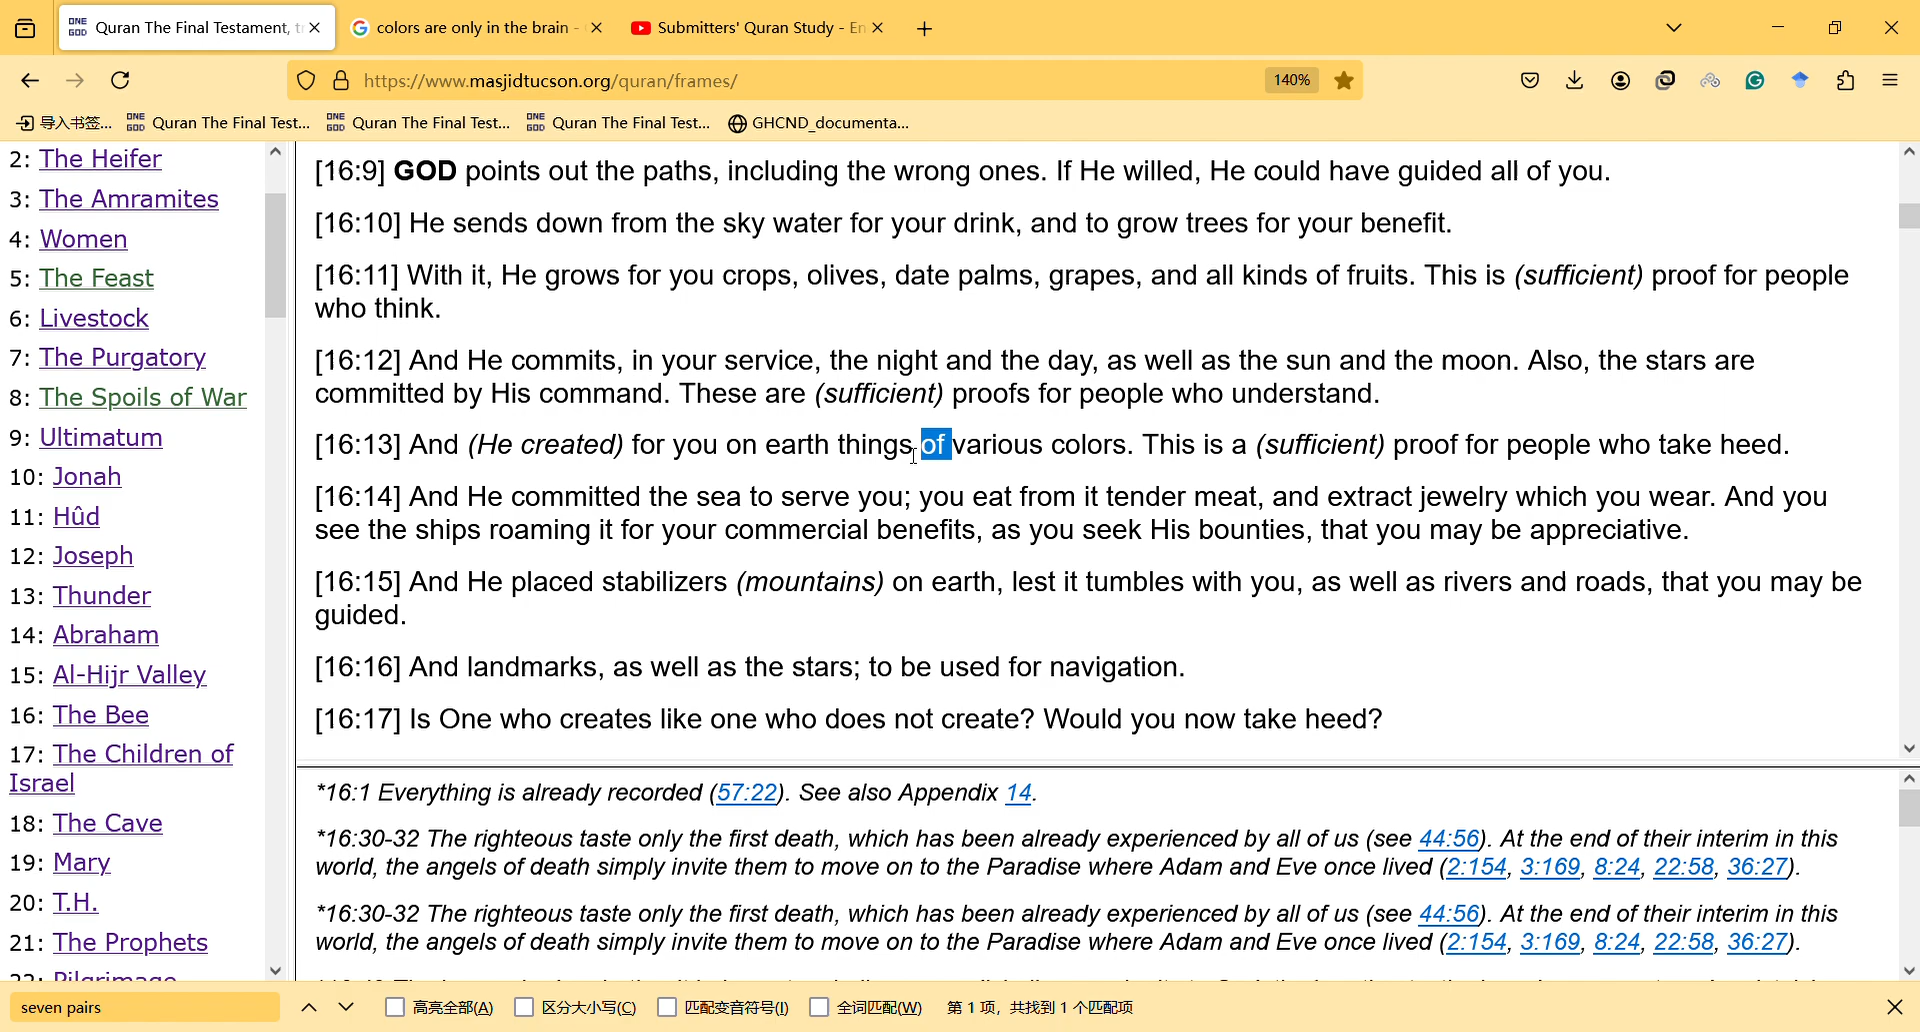 Quran The Final Testament, tr
colors are only in the brain -
Submitters' Quran Study - En
https://www.masjidtucson.org/quran/frames/
140%
导入书签...
ONE GOD Quran The Final Test...
ONE GOD Quran The Final Test...
ONE GOD Quran The Final Test...
GHCND_documenta...
2: The Heifer
3: The Amramites
4: Women
5: The Feast
6: Livestock
7: The Purgatory
8: The Spoils of War
9: Ultimatum
10: Jonah
11: Hûd
12: Joseph
13: Thunder
14: Abraham
15: Al-Hijr Valley
16: The Bee
17: The Children of
Israel
18: The Cave
19: Mary
20: T.H.
21: The Prophets
22: Pilgrimage
[16:9] GOD points out the paths, including the wrong ones. If He willed, He could have guided all of you.
[16:10] He sends down from the sky water for your drink, and to grow trees for your benefit.
[16:11] With it, He grows for you crops, olives, date palms, grapes, and all kinds of fruits. This is (sufficient) proof for people
who think.
[16:12] And He commits, in your service, the night and the day, as well as the sun and the moon. Also, the stars are
committed by His command. These are (sufficient) proofs for people who understand.
[16:13] And (He created) for you on earth things of various colors. This is a (sufficient) proof for people who take heed.
[16:14] And He committed the sea to serve you; you eat from it tender meat, and extract jewelry which you wear. And you
see the ships roaming it for your commercial benefits, as you seek His bounties, that you may be appreciative.
[16:15] And He placed stabilizers (mountains) on earth, lest it tumbles with you, as well as rivers and roads, that you may be
guided.
[16:16] And landmarks, as well as the stars; to be used for navigation.
[16:17] Is One who creates like one who does not create? Would you now take heed?
*16:1 Everything is already recorded (57:22). See also Appendix 14.
*16:30-32 The righteous taste only the first death, which has been already experienced by all of us (see 44:56). At the end of their interim in this
world, the angels of death simply invite them to move on to the Paradise where Adam and Eve once lived (2:154, 3:169, 8:24, 22:58, 36:27).
*16:30-32 The righteous taste only the first death, which has been already experienced by all of us (see 44:56). At the end of their interim in this
world, the angels of death simply invite them to move on to the Paradise where Adam and Eve once lived (2:154, 3:169, 8:24, 22:58, 36:27).
seven pairs
高亮全部(A)
区分大小写(C)
匹配变音符号(I)
全词匹配(W)
第 1 项，共找到 1 个匹配项